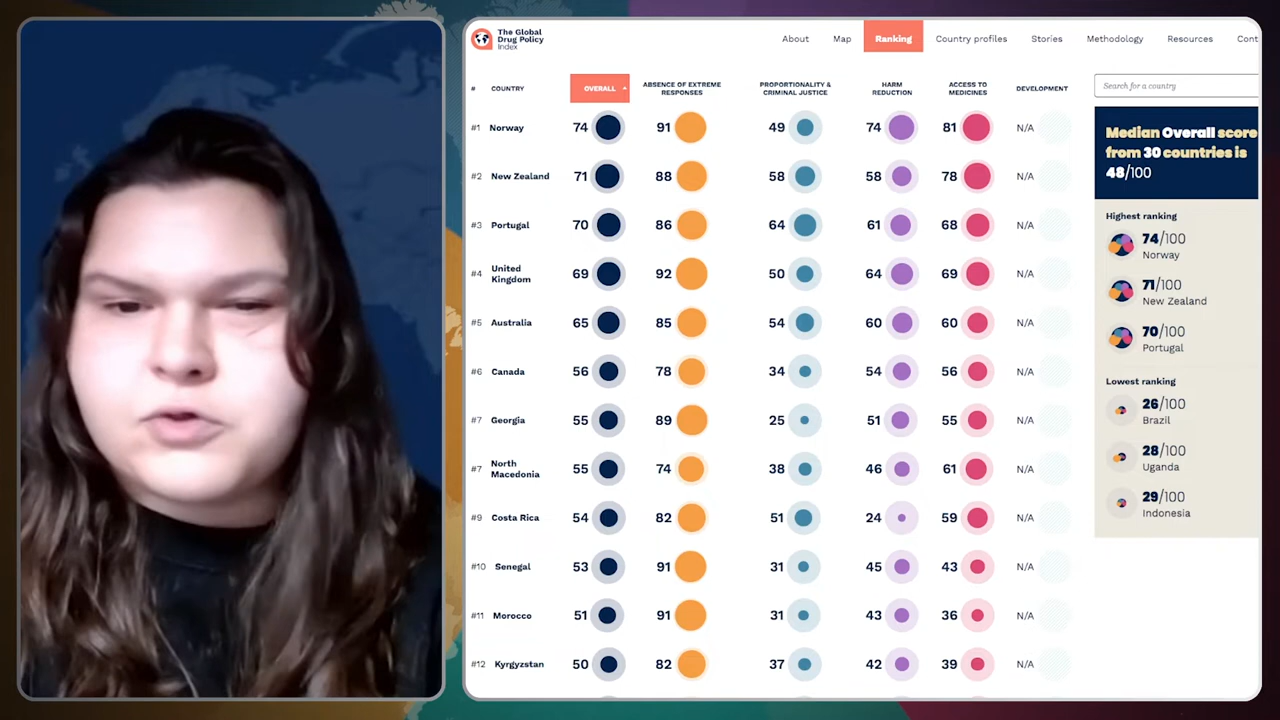 The Global
Drug Policy
Index
About Map Ranking Country profiles Stories Methodology Resources Cont
# COUNTRY OVERALL ABSENCE OF EXTREME RESPONSES PROPORTIONALITY & CRIMINAL JUSTICE HARM REDUCTION ACCESS TO MEDICINES DEVELOPMENT
#1 Norway 74 91 49 74 81 N/A
#2 New Zealand 71 88 58 58 78 N/A
#3 Portugal 70 86 64 61 68 N/A
#4 United Kingdom 69 92 50 64 69 N/A
#5 Australia 65 85 54 60 60 N/A
#6 Canada 56 78 34 54 56 N/A
#7 Georgia 55 89 25 51 55 N/A
#7 North Macedonia 55 74 38 46 61 N/A
#9 Costa Rica 54 82 51 24 59 N/A
#10 Senegal 53 91 31 45 43 N/A
#11 Morocco 51 91 31 43 36 N/A
#12 Kyrgyzstan 50 82 37 42 39 N/A
Search for a country
Median Overall score
from 30 countries is
48/100
Highest ranking
74/100
Norway
71/100
New Zealand
70/100
Portugal
Lowest ranking
26/100
Brazil
28/100
Uganda
29/100
Indonesia